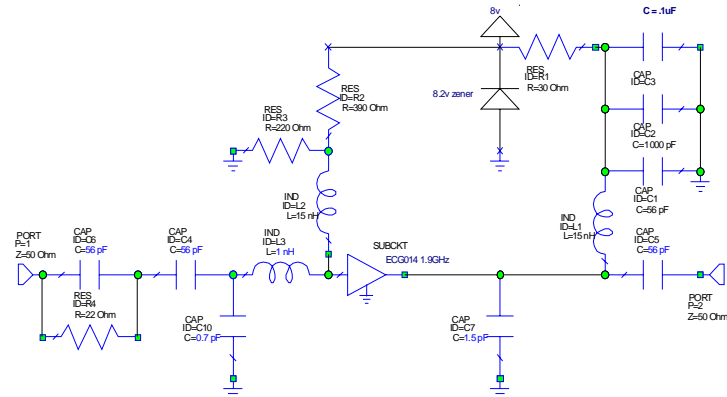 8v
C = .1uF
RES
ID=R1
R=30 Ohm
CAP
ID=C3
RES
ID=R2
R=390 Ohm
8.2v zener
CAP
ID=C2
C=1000 pF
RES
ID=R3
R=220 Ohm
CAP
ID=C1
C=56 pF
IND
ID=L2
L=15 nH
IND
ID=L1
L=15 nH
PORT
P=1
Z=50 Ohm
CAP
ID=C6
C=56 pF
CAP
ID=C4
C=56 pF
IND
ID=L3
L=1 nH
SUBCKT
ECG014 1.9GHz
CAP
ID=C5
C=56 pF
RES
ID=R4
R=22 Ohm
CAP
ID=C10
C=0.7 pF
CAP
ID=C7
C=1.5 pF
PORT
P=2
Z=50 Ohm